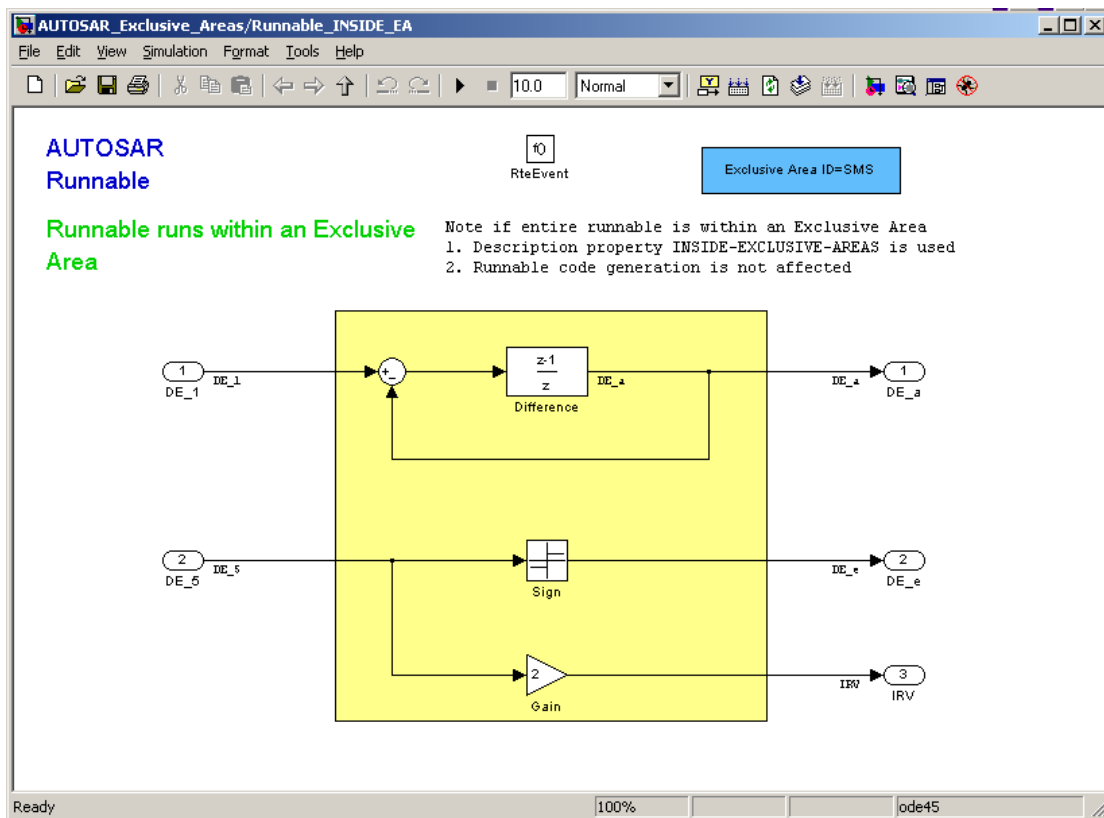 AUTOSAR_Exclusive_Areas/Runnable_INSIDE_EA
File Edit View Simulation Format Tools Help
10.0 Normal
AUTOSAR
Runnable
f()
RteEvent
Exclusive Area ID=SMS
Runnable runs within an Exclusive
Area
Note if entire runnable is within an Exclusive Area
1. Description property INSIDE-EXCLUSIVE-AREAS is used
2. Runnable code generation is not affected
1
DE_1
DE_1
+
-
z-1
z
Difference
DE_a
DE_a
1
DE_a
2
DE_5
DE_5
Sign
DE_e
2
DE_e
2
Gain
IRV
3
IRV
Ready 100% ode45